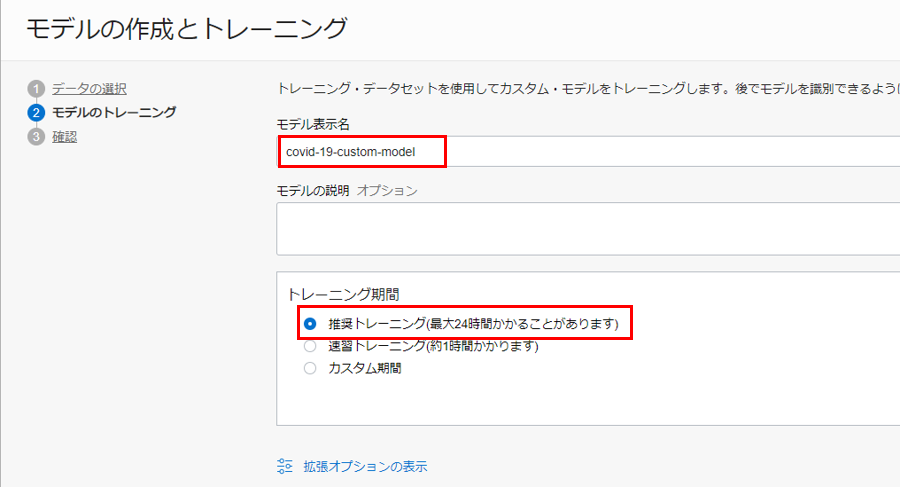 モデルの作成とトレーニング
1 データの選択
2 モデルのトレーニング
3 確認
トレーニング・データセットを使用してカスタム・モデルをトレーニングします。後でモデルを識別できるように
モデル表示名
covid-19-custom-model
モデルの説明 オプション
トレーニング期間
推奨トレーニング(最大24時間かかることがあります)
速習トレーニング(約1時間かかります)
カスタム期間
拡張オプションの表示